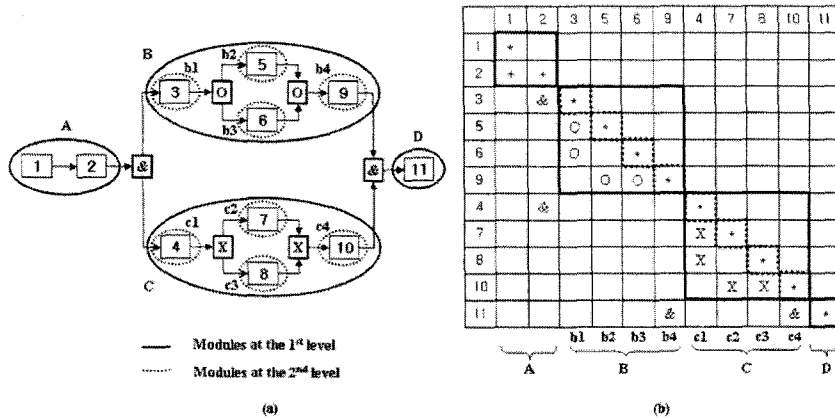 B
b1
b2
b4
3
O
5
O
9
6
b3
A
D
1
2
&
&
11
c1
c2
c4
4
X
7
X
10
8
c3
C
Modules at the 1st level
Modules at the 2nd level
(a)
1 2 3 5 6 9 4 7 8 10 11
1 *
2 + *
3 & *
5 O *
6 O *
9 O O *
4 & *
7 X *
8 X *
10 X X *
11 & & *
b1 b2 b3 b4 c1 c2 c3 c4
A B C D
(b)